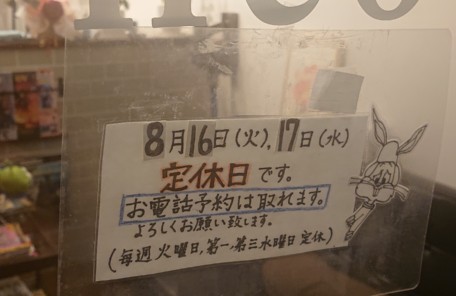 8月16日(火),17日(水)
定休日です。
お電話予約は取れます。
よろしくお願い致します。
(毎週火曜日,第一、第三水曜日定休)